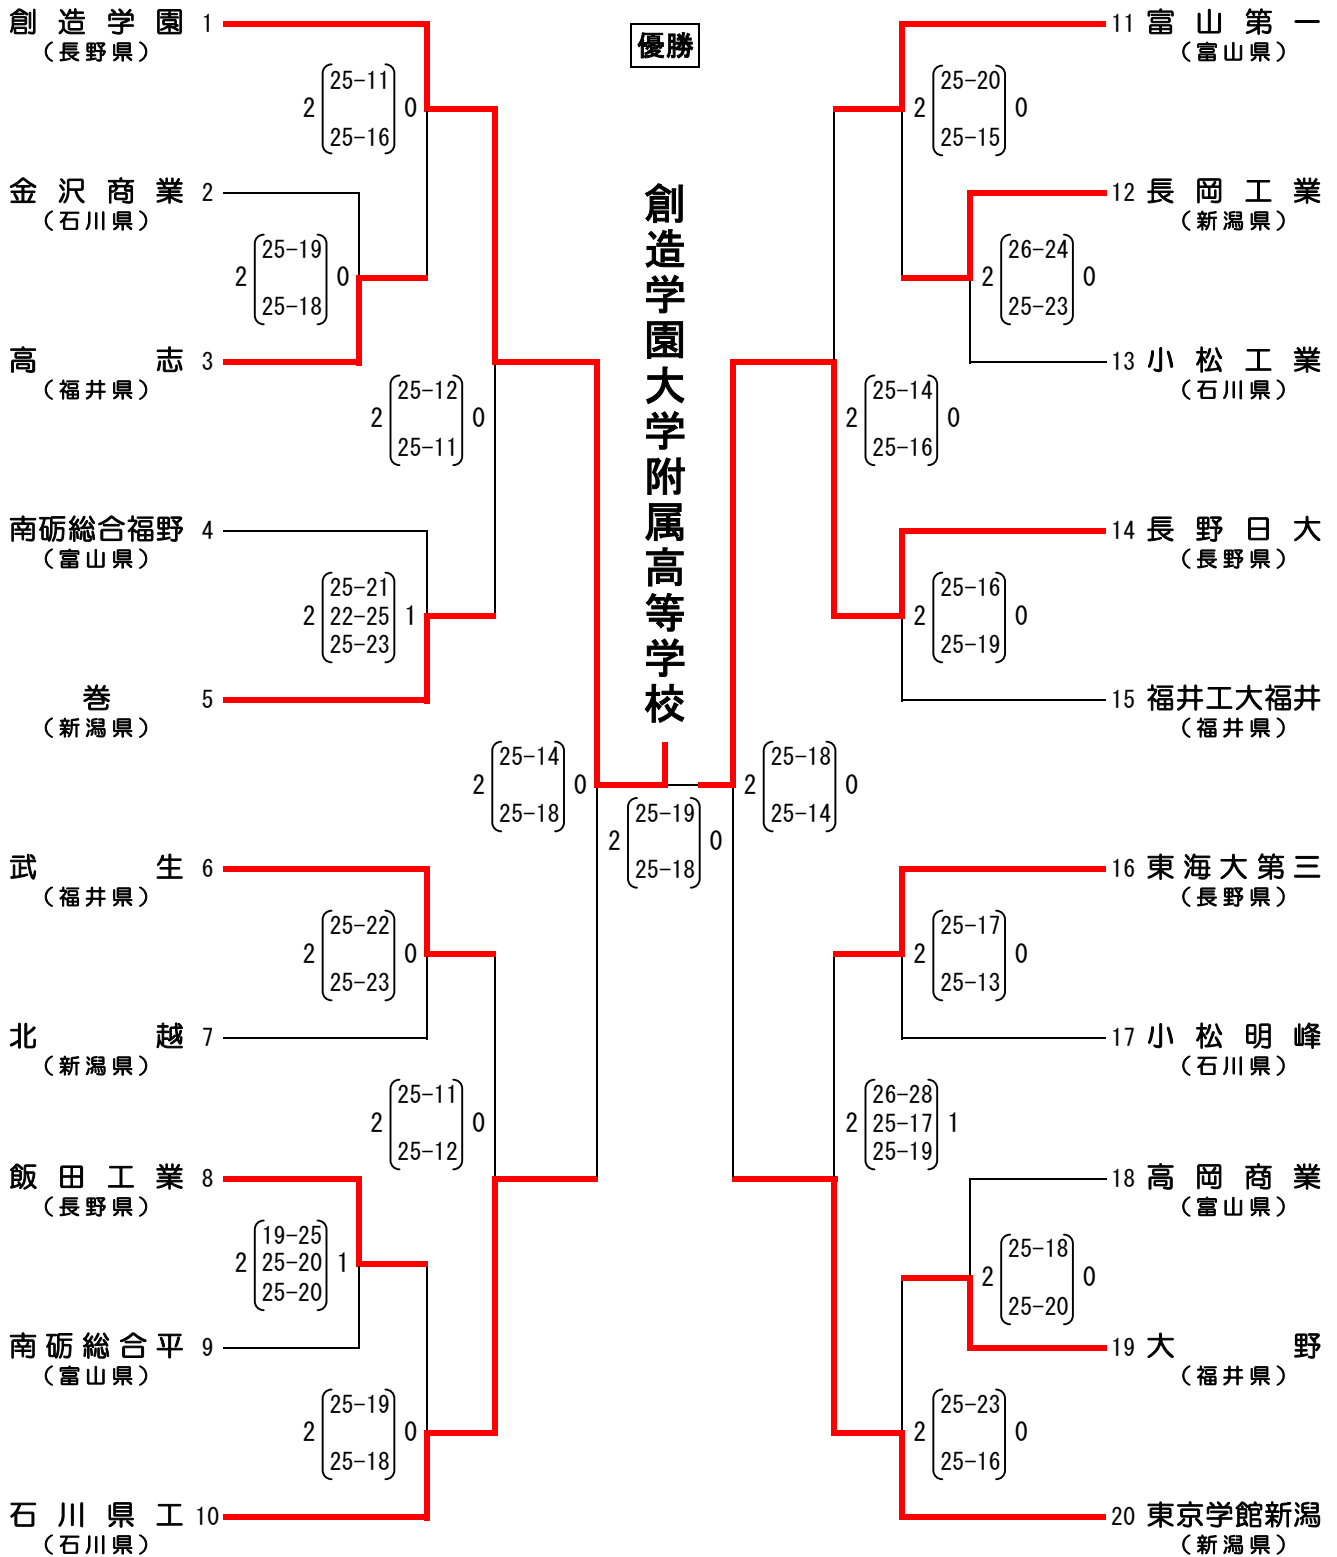 優勝
創造学園大学附属高等学校
創造学園 1
（長野県）
2 25-11 0
25-16
金沢商業 2
（石川県）
2 25-19 0
25-18
高志 3
（福井県）
2 25-12 0
25-11
南砺総合福野 4
（富山県）
25-21
2 22-25 1
25-23
巻 5
（新潟県）
2 25-14 0
25-18
武生 6
（福井県）
2 25-22 0
25-23
北越 7
（新潟県）
2 25-11 0
25-12
飯田工業 8
（長野県）
19-25
2 25-20 1
25-20
南砺総合平 9
（富山県）
2 25-19 0
25-18
石川県工 10
（石川県）
2 25-19 0
25-18
11 富山第一
（富山県）
2 25-20 0
25-15
12 長岡工業
（新潟県）
2 26-24 0
25-23
13 小松工業
（石川県）
2 25-14 0
25-16
14 長野日大
（長野県）
2 25-16 0
25-19
15 福井工大福井
（福井県）
2 25-18 0
25-14
16 東海大第三
（長野県）
2 25-17 0
25-13
17 小松明峰
（石川県）
26-28
2 25-17 1
25-19
18 高岡商業
（富山県）
2 25-18 0
25-20
19 大野
（福井県）
2 25-23 0
25-16
20 東京学館新潟
（新潟県）